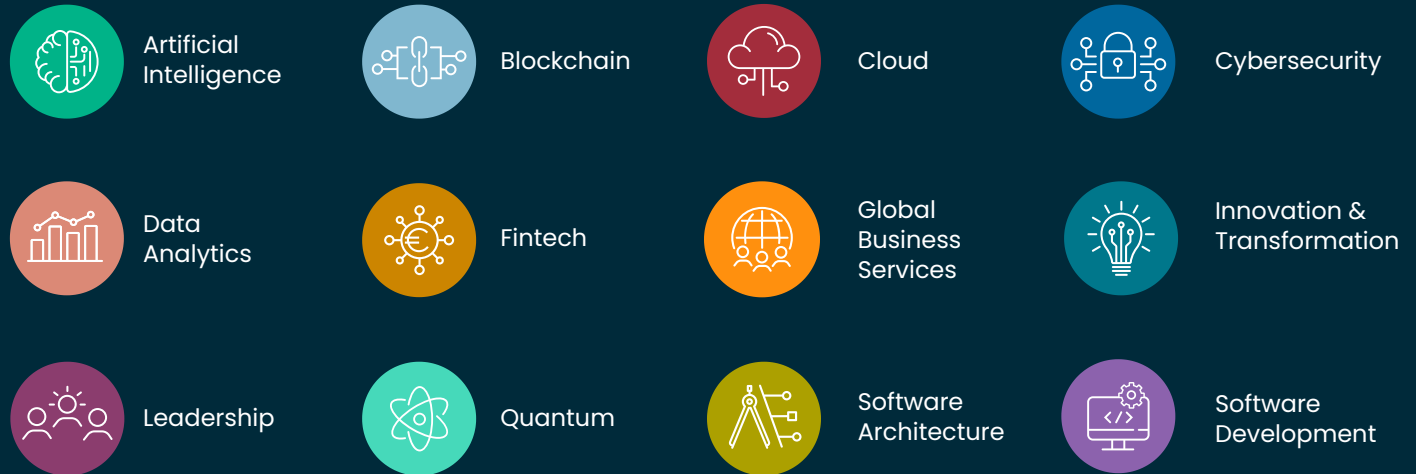 Artificial
Intelligence
Blockchain
Cloud
Cybersecurity
Data
Analytics
Fintech
Global
Business
Services
Innovation &
Transformation
Leadership
Quantum
Software
Architecture
Software
Development